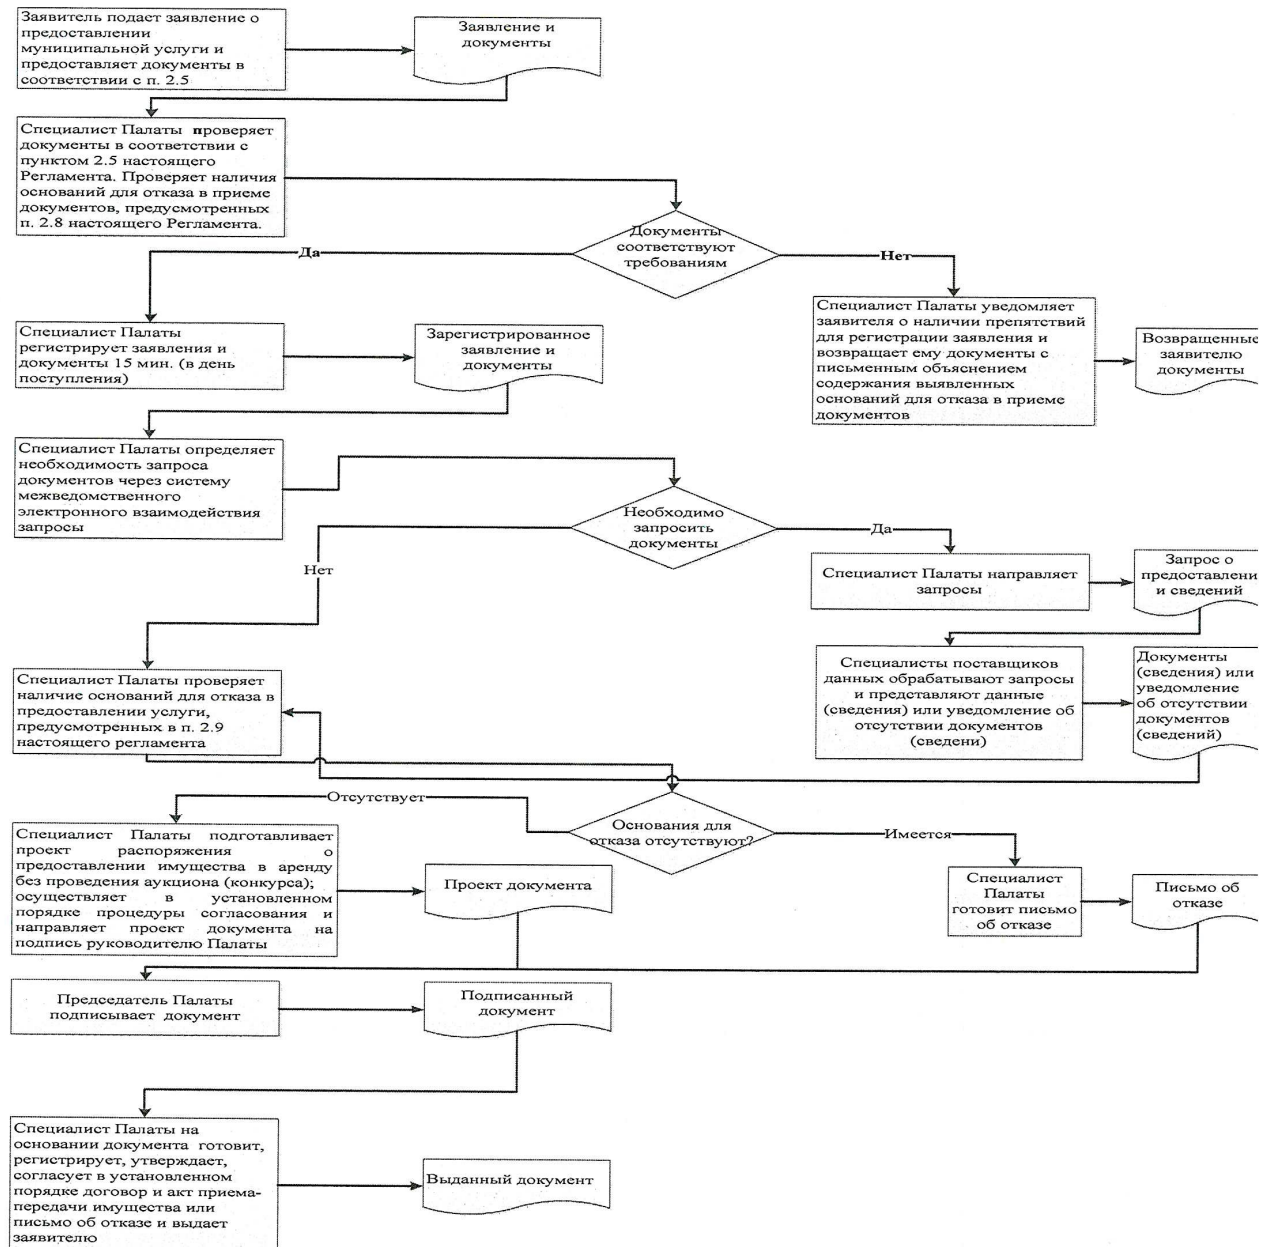 Заявитель подаст заявление о
предоставлении
муниципальной услуги и
предоставляет документы в
соответствии с п. 2.5
Заявление и
документы
Специалист Палаты проверяет
документы в соответствии с
пунктом 2.5 настоящего
Регламента. Проверяет наличия
оснований для отказа в приеме
документов, предусмотренных
п. 2.8 настоящего Регламента.
Документы
соответствуют
требованиям
Да
Нет
Специалист Палаты
регистрирует заявления и
документы 15 мин. (в день
поступления)
Зарегистрированное
заявление и
документы
Специалист Палаты уведомляет
заявителя о наличии препятствий
для регистрации заявления и
возвращает ему документы с
письменным объяснением
содержания выявленных
оснований для отказа в приеме
документов
Возвращенные
заявителю
документы
Специалист Палаты определяет
необходимость запроса
документов через систему
межведомственного
электронного взаимодействия
запросы
Необходимо
запросить
документы
Да
Нет
Специалист Палаты направляет
запросы
Запрос о
предоставлени
и сведений
Специалисты поставщиков
данных обрабатывают запросы
и представляют данные
(сведения) или уведомление об
отсутствии документов
(сведени)
Документы
(сведения) или
уведомление
об отсутствии
документов
(сведений)
Специалист Палаты проверяет
наличие оснований для отказа в
предоставлении услуги,
предусмотренных в п. 2.9
настоящего регламента
Отсутствует
Основания для
отказа отсутствуют?
Имеется
Специалист Палаты подготавливает
проект распоряжения о
предоставлении имущества в аренду
без проведения аукциона (конкурса);
осуществляет в установленном
порядке процедуры согласования и
направляет проект документа на
подпись руководителю Палаты
Проект документа
Специалист
Палаты
готовит письмо
об отказе
Письмо об
отказе
Председатель Палаты
подписывает документ
Подписанный
документ
Специалист Палаты на
основании документа готовит,
регистрирует, утверждает,
согласует в установленном
порядке договор и акт приема-
передачи имущества или
письмо об отказе и выдает
заявителю
Выданный документ